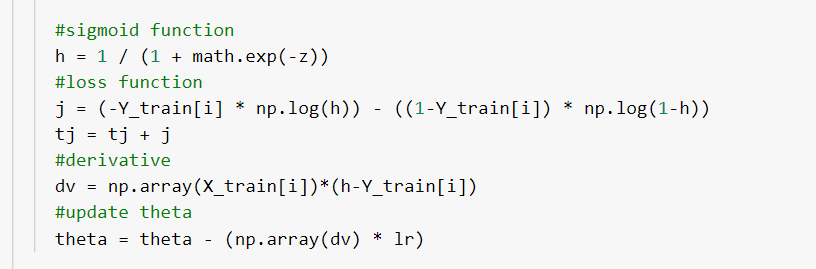 #sigmoid function
h = 1 / (1 + math.exp(-z))
#loss function
j = (-Y_train[i] * np.log(h)) - ((1-Y_train[i]) * np.log(1-h))
tj = tj + j
#derivative
dv = np.array(X_train[i])*(h-Y_train[i])
#update theta
theta = theta - (np.array(dv) * lr)